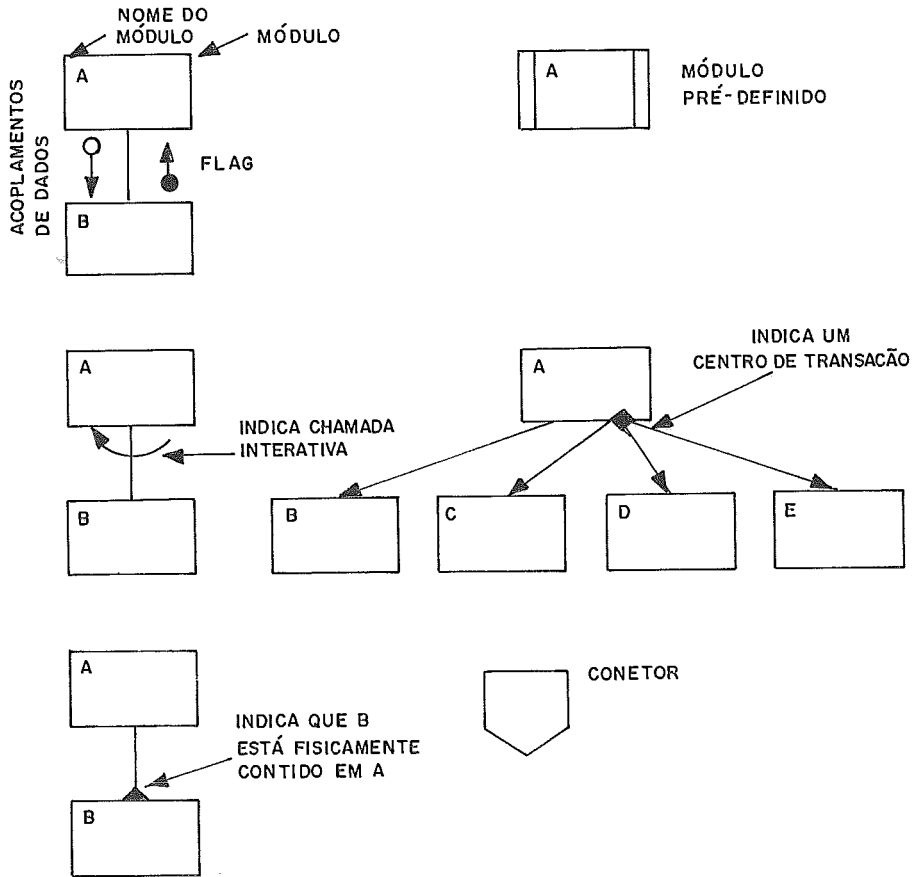 NOME DO
MÓDULO
MÓDULO
A
ACOPLAMENTOS
DE DADOS
FLAG
B
A
MÓDULO
PRÉ-DEFINIDO
A
INDICA CHAMADA
INTERATIVA
B
INDICA UM
CENTRO DE TRANSAÇÃO
A
B
C
D
E
A
INDICA QUE B
ESTÁ FISICAMENTE
CONTIDO EM A
B
CONETOR